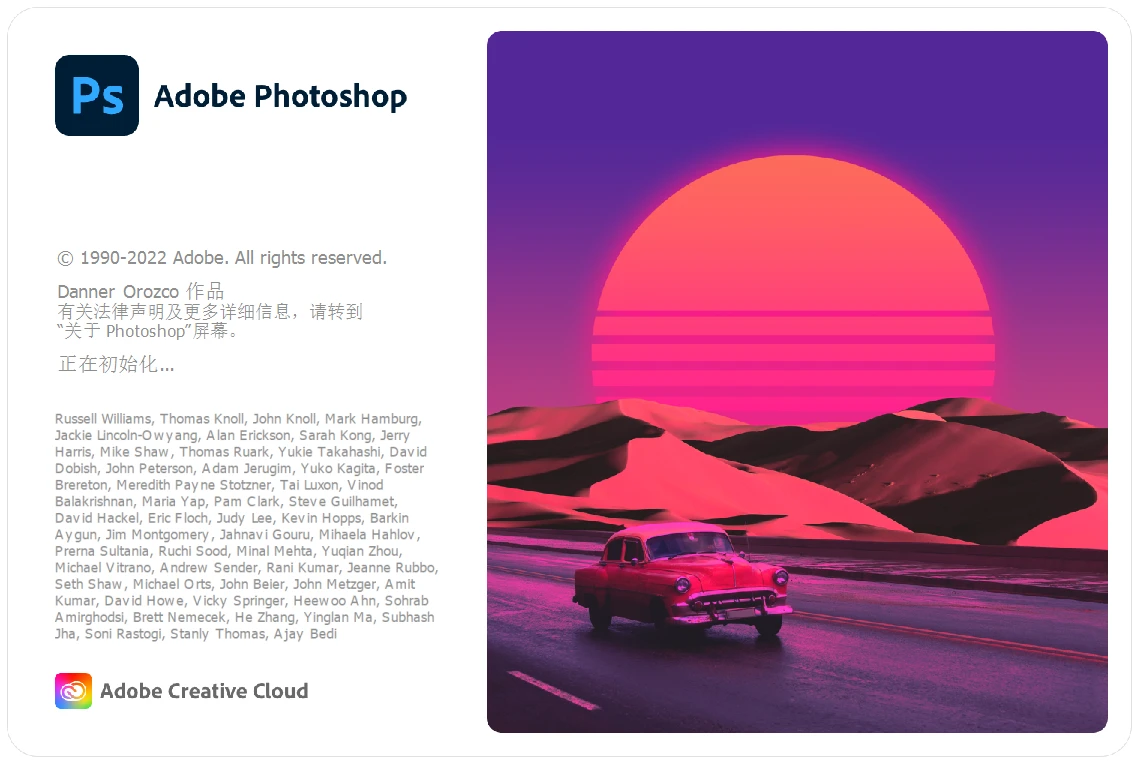 Ps
Adobe Photoshop
© 1990-2022 Adobe. All rights reserved.
Danner Orozco 作品
有关法律声明及更多详细信息，请转到
“关于 Photoshop”屏幕。
正在初始化...
Russell Williams, Thomas Knoll, John Knoll, Mark Hamburg,
Jackie Lincoln-Owyang, Alan Erickson, Sarah Kong, Jerry
Harris, Mike Shaw, Thomas Ruark, Yukie Takahashi, David
Dobish, John Peterson, Adam Jerugim, Yuko Kagita, Foster
Brereton, Meredith Payne Stotzner, Tai Luxon, Vinod
Balakrishnan, Maria Yap, Pam Clark, Steve Guilhamet,
David Hackel, Eric Floch, Judy Lee, Kevin Hopps, Barkin
Aygun, Jim Montgomery, Jahnavi Gouru, Mihaela Hahlov,
Prerna Sultania, Ruchi Sood, Minal Mehta, Yuqian Zhou,
Michael Vitrano, Andrew Sender, Rani Kumar, Jeanne Rubbo,
Seth Shaw, Michael Orts, John Beier, John Metzger, Amit
Kumar, David Howe, Vicky Springer, Heewoo Ahn, Sohrab
Amirghodsi, Brett Nemecek, He Zhang, Yinglan Ma, Subhash
Jha, Soni Rastogi, Stanly Thomas, Ajay Bedi
Adobe Creative Cloud